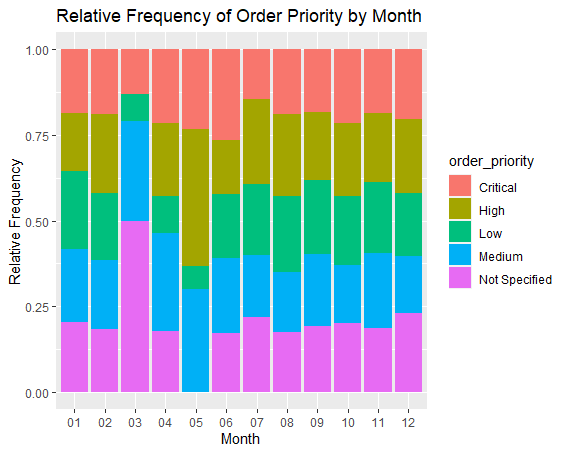 Relative Frequency of Order Priority by Month
1.00
0.75
0.50
0.25
0.00
Relative Frequency
01 02 03 04 05 06 07 08 09 10 11 12
Month
order_priority
Critical
High
Low
Medium
Not Specified